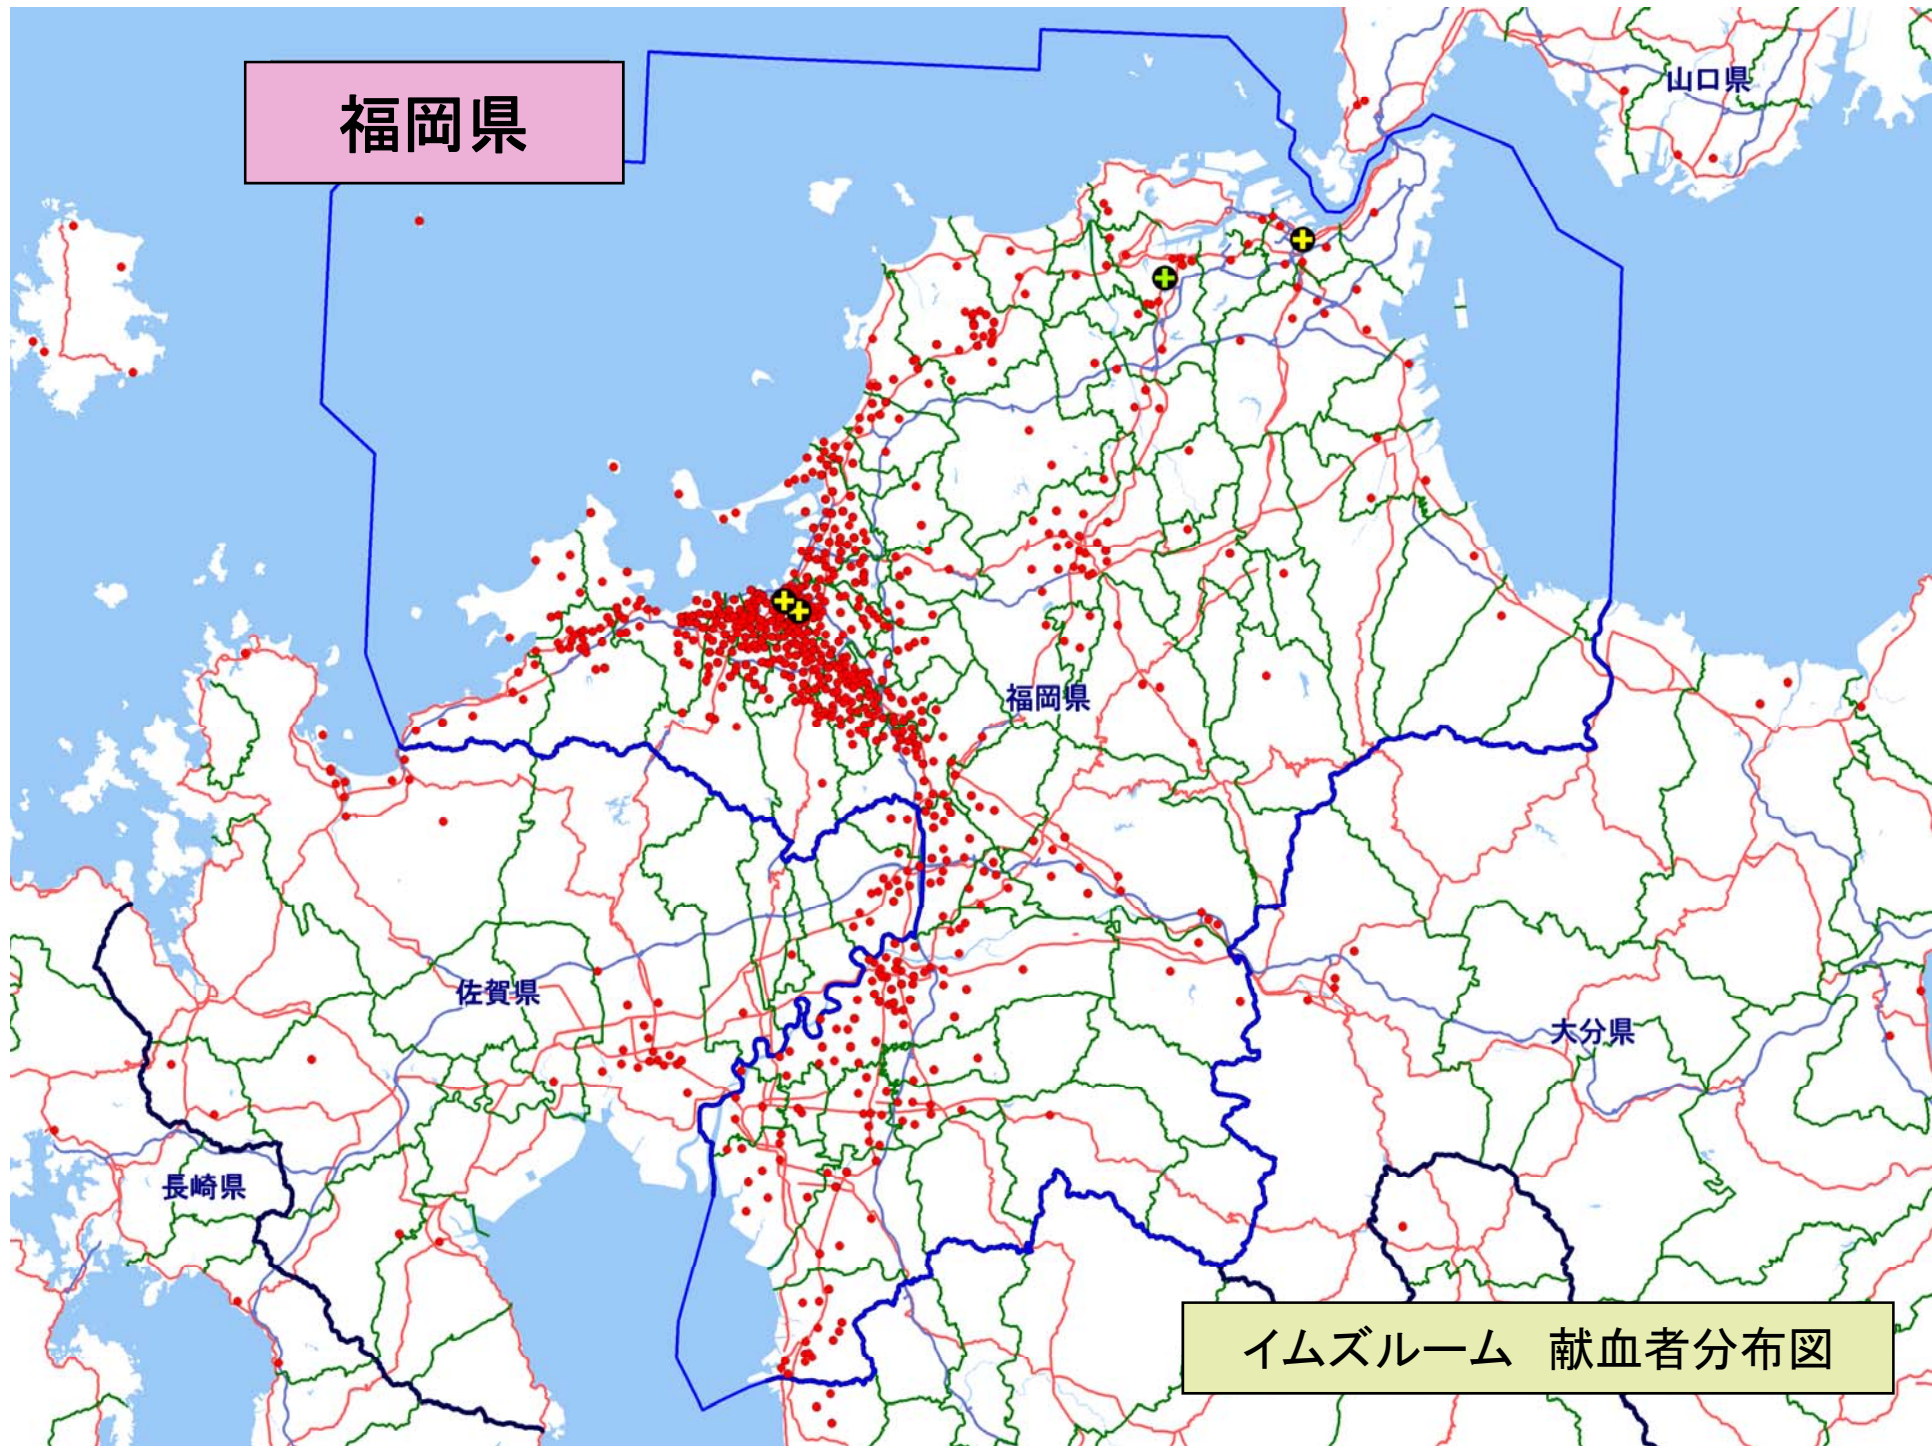 福岡県
山口県
福岡県
佐賀県
大分県
長崎県
イムズルーム 献血者分布図